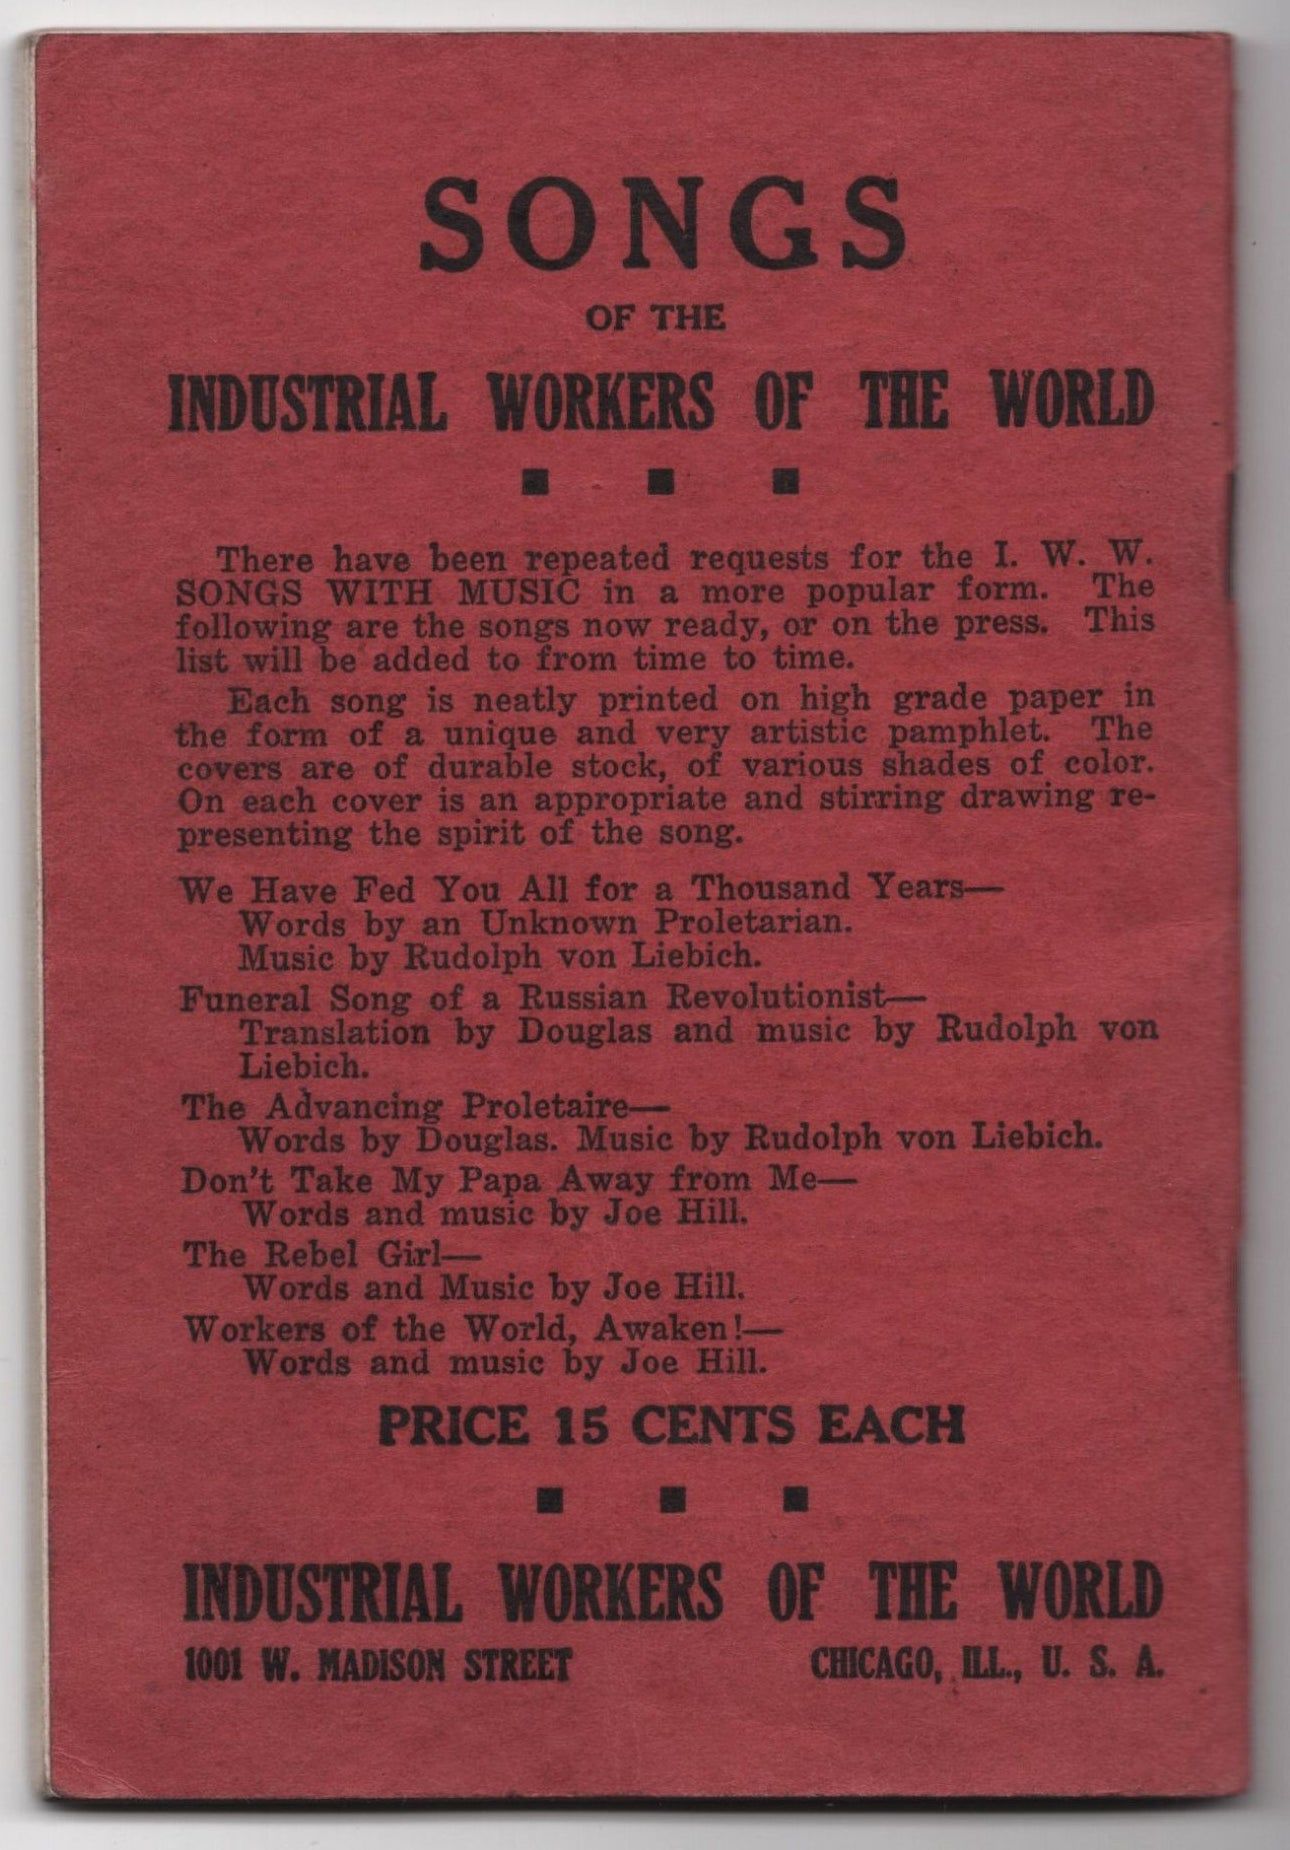 SONGS
OF THE
INDUSTRIAL WORKERS OF THE WORLD
There have been repeated requests for the I. W. W.
SONGS WITH MUSIC in a more popular form. The
following are the songs now ready, or on the press. This
list will be added to from time to time.
Each song is neatly printed on high grade paper in
the form of a unique and very artistic pamphlet. The
covers are of durable stock, of various shades of color.
On each cover is an appropriate and stirring drawing re-
presenting the spirit of the song.
We Have Fed You All for a Thousand Years—
Words by an Unknown Proletarian.
Music by Rudolph von Liebich.
Funeral Song of a Russian Revolutionist—
Translation by Douglas and music by Rudolph von
Liebich.
The Advancing Proletaire—
Words by Douglas. Music by Rudolph von Liebich.
Don't Take My Papa Away from Me—
Words and music by Joe Hill.
The Rebel Girl—
Words and Music by Joe Hill.
Workers of the World, Awaken!—
Words and music by Joe Hill.
PRICE 15 CENTS EACH
INDUSTRIAL WORKERS OF THE WORLD
1001 W. MADISON STREET CHICAGO, ILL., U. S. A.